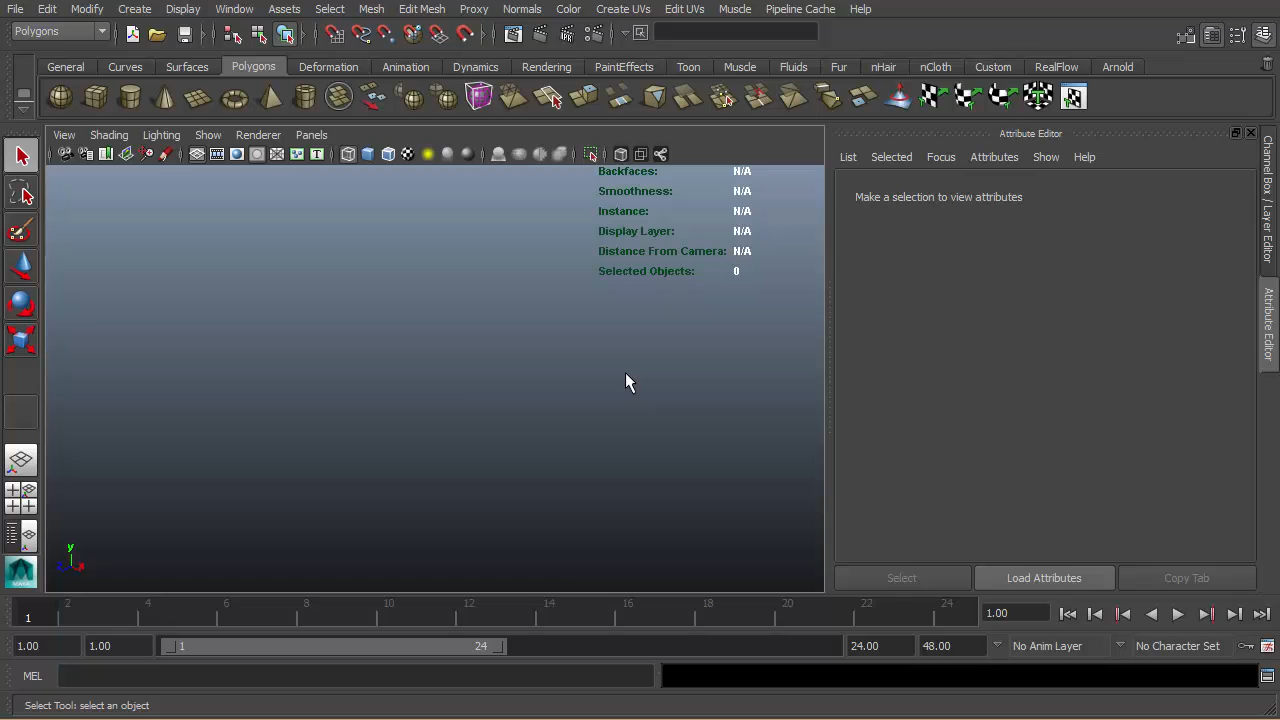 File Edit Modify Create Display Window Assets Select Mesh Edit Mesh Proxy Normals Color Create UVs Edit UVs Muscle Pipeline Cache Help
Polygons
General Curves Surfaces Polygons Deformation Animation Dynamics Rendering PaintEffects Toon Muscle Fluids Fur nHair nCloth Custom RealFlow Arnold
View Shading Lighting Show Renderer Panels
Attribute Editor
List Selected Focus Attributes Show Help
Make a selection to view attributes
Backfaces: N/A
Smoothness: N/A
Instance: N/A
Display Layer: N/A
Distance From Camera: N/A
Selected Objects: 0
Channel Box / Layer Editor
Attribute Editor
y
Select Load Attributes Copy Tab
2 4 6 8 10 12 14 16 18 20 22 24
1 1.00
1.00 1.00 1 24 24.00 48.00 No Anim Layer No Character Set
MEL
Select Tool: select an object